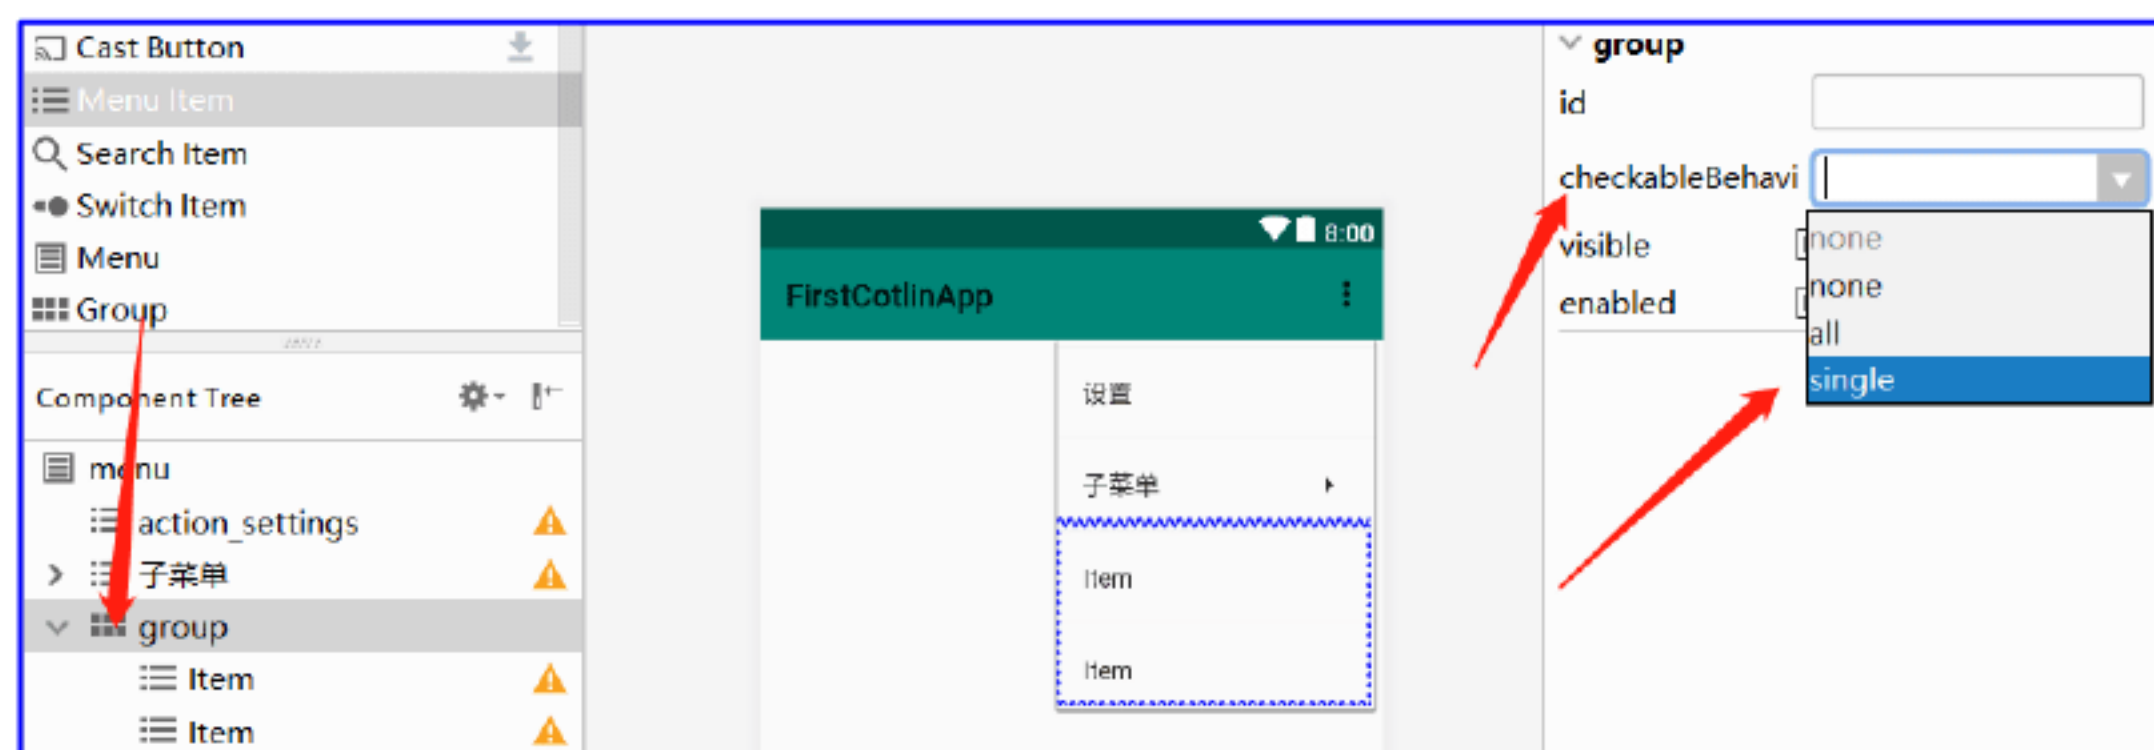 Cast Button
Menu Item
Search Item
Switch Item
Menu
Group
Component Tree
menu
action_settings
子菜单
group
Item
Item
8:00
FirstCotlinApp
设置
子菜单
Item
Item
group
id
checkableBehavi
visible
enabled
none
none
all
single